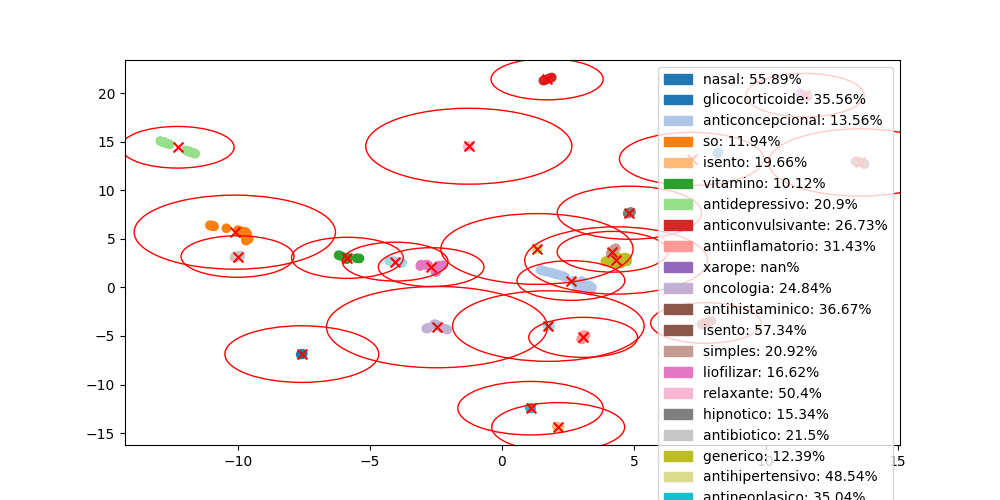 20
15
10
5
0
−5
−10
−15
−10
−5
0
5
10
15
nasal: 55.89%
glicocorticoide: 35.56%
anticoncepcional: 13.56%
so: 11.94%
isento: 19.66%
vitamino: 10.12%
antidepressivo: 20.9%
anticonvulsivante: 26.73%
antiinflamatorio: 31.43%
xarope: nan%
oncologia: 24.84%
antihistaminico: 36.67%
isento: 57.34%
simples: 20.92%
liofilizar: 16.62%
relaxante: 50.4%
hipnotico: 15.34%
antibiotico: 21.5%
generico: 12.39%
antihipertensivo: 48.54%
antineoplasico: 35.04%